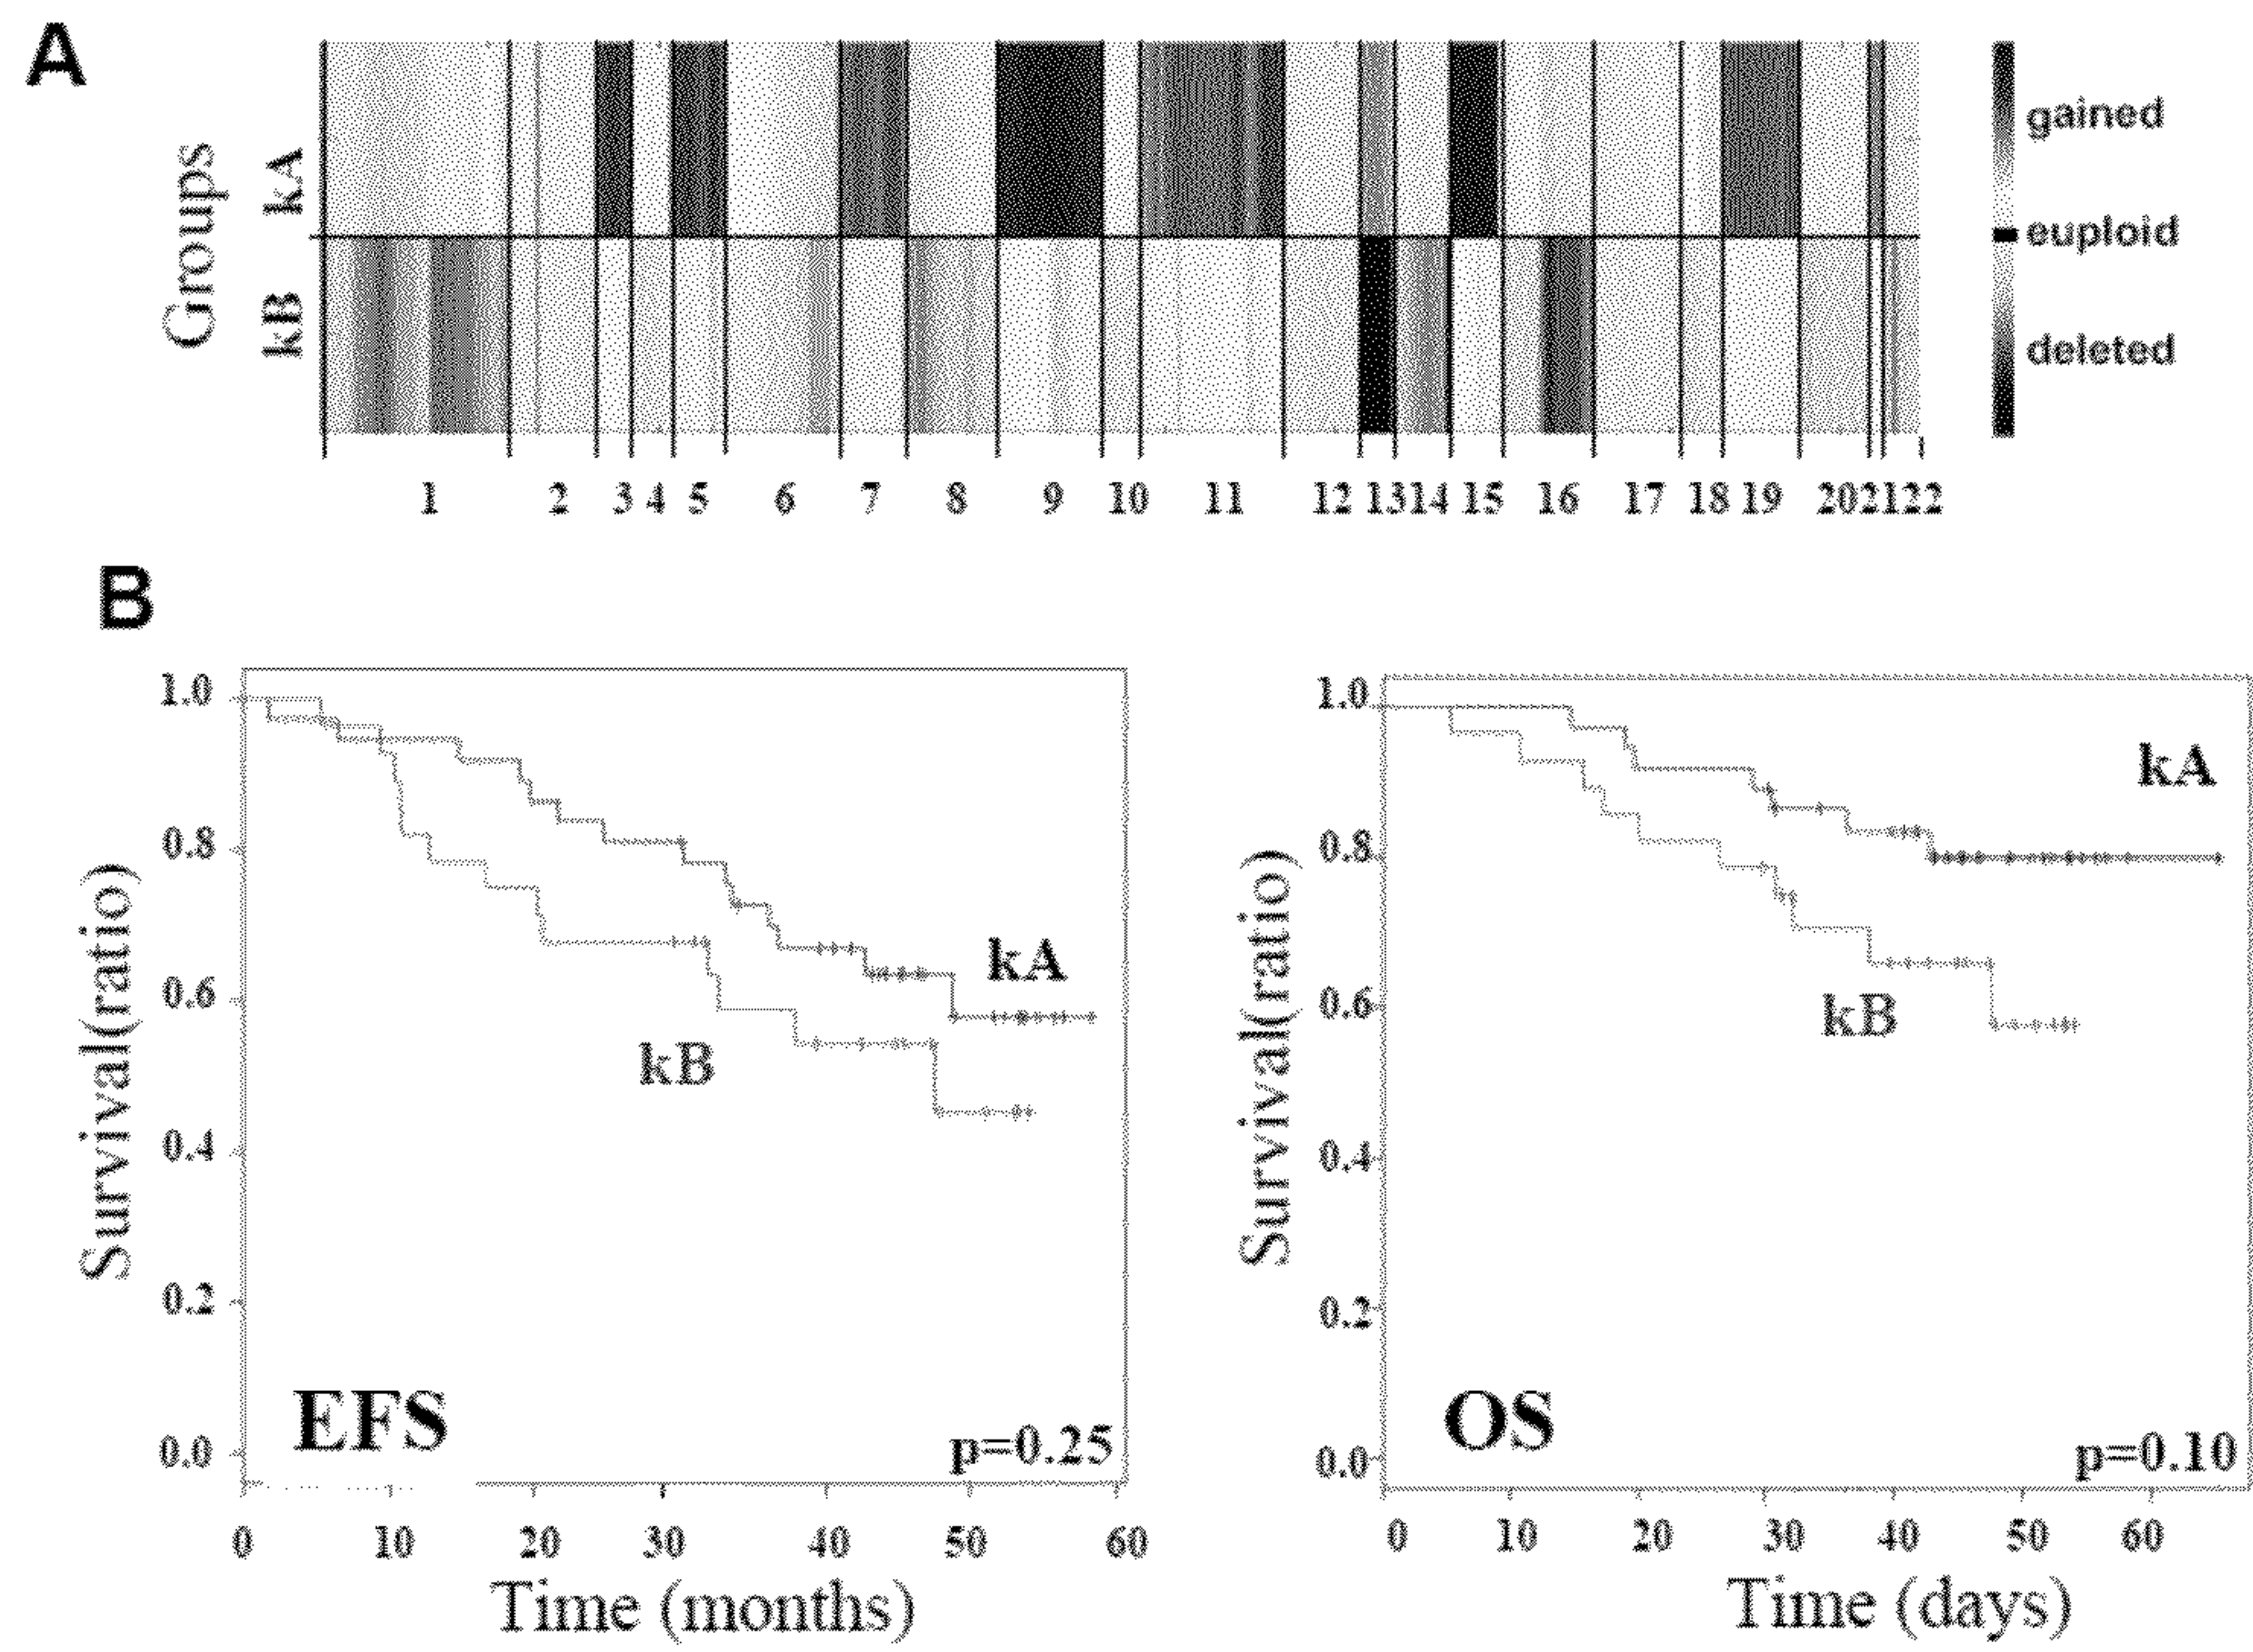 A
Groups
kA
kB
gained
euploid
deleted
1 2 3 4 5 6 7 8 9 10 11 12 13 14 15 16 17 18 19 20 21 22
B
Survival(ratio)
1.0
0.8
0.6
0.4
0.2
0.0
kA
kB
EFS
p=0.25
0 10 20 30 40 50 60
Time (months)
Survival(ratio)
1.0
0.8
0.6
0.4
0.2
0.0
kA
kB
OS
p=0.10
0 10 20 30 40 50 60
Time (days)